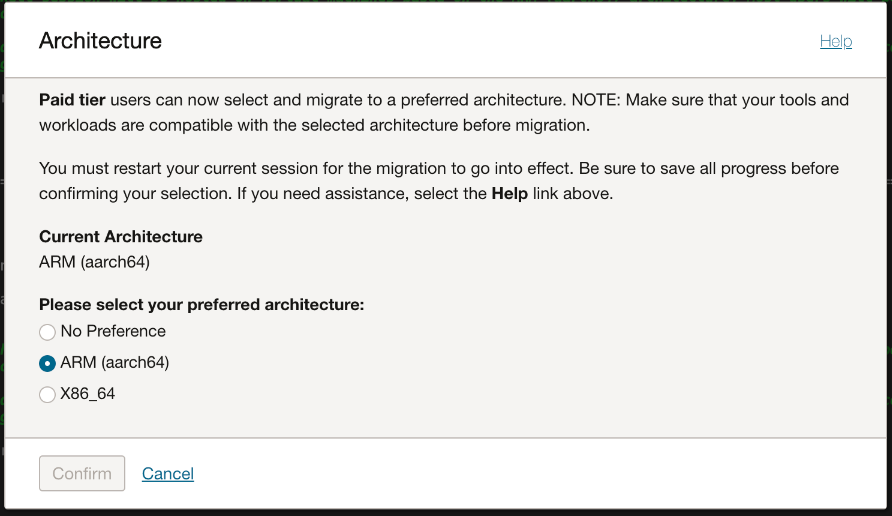 Architecture
Help
Paid tier users can now select and migrate to a preferred architecture. NOTE: Make sure that your tools and
workloads are compatible with the selected architecture before migration.
You must restart your current session for the migration to go into effect. Be sure to save all progress before
confirming your selection. If you need assistance, select the Help link above.
Current Architecture
ARM (aarch64)
Please select your preferred architecture:
No Preference
ARM (aarch64)
X86_64
Confirm
Cancel